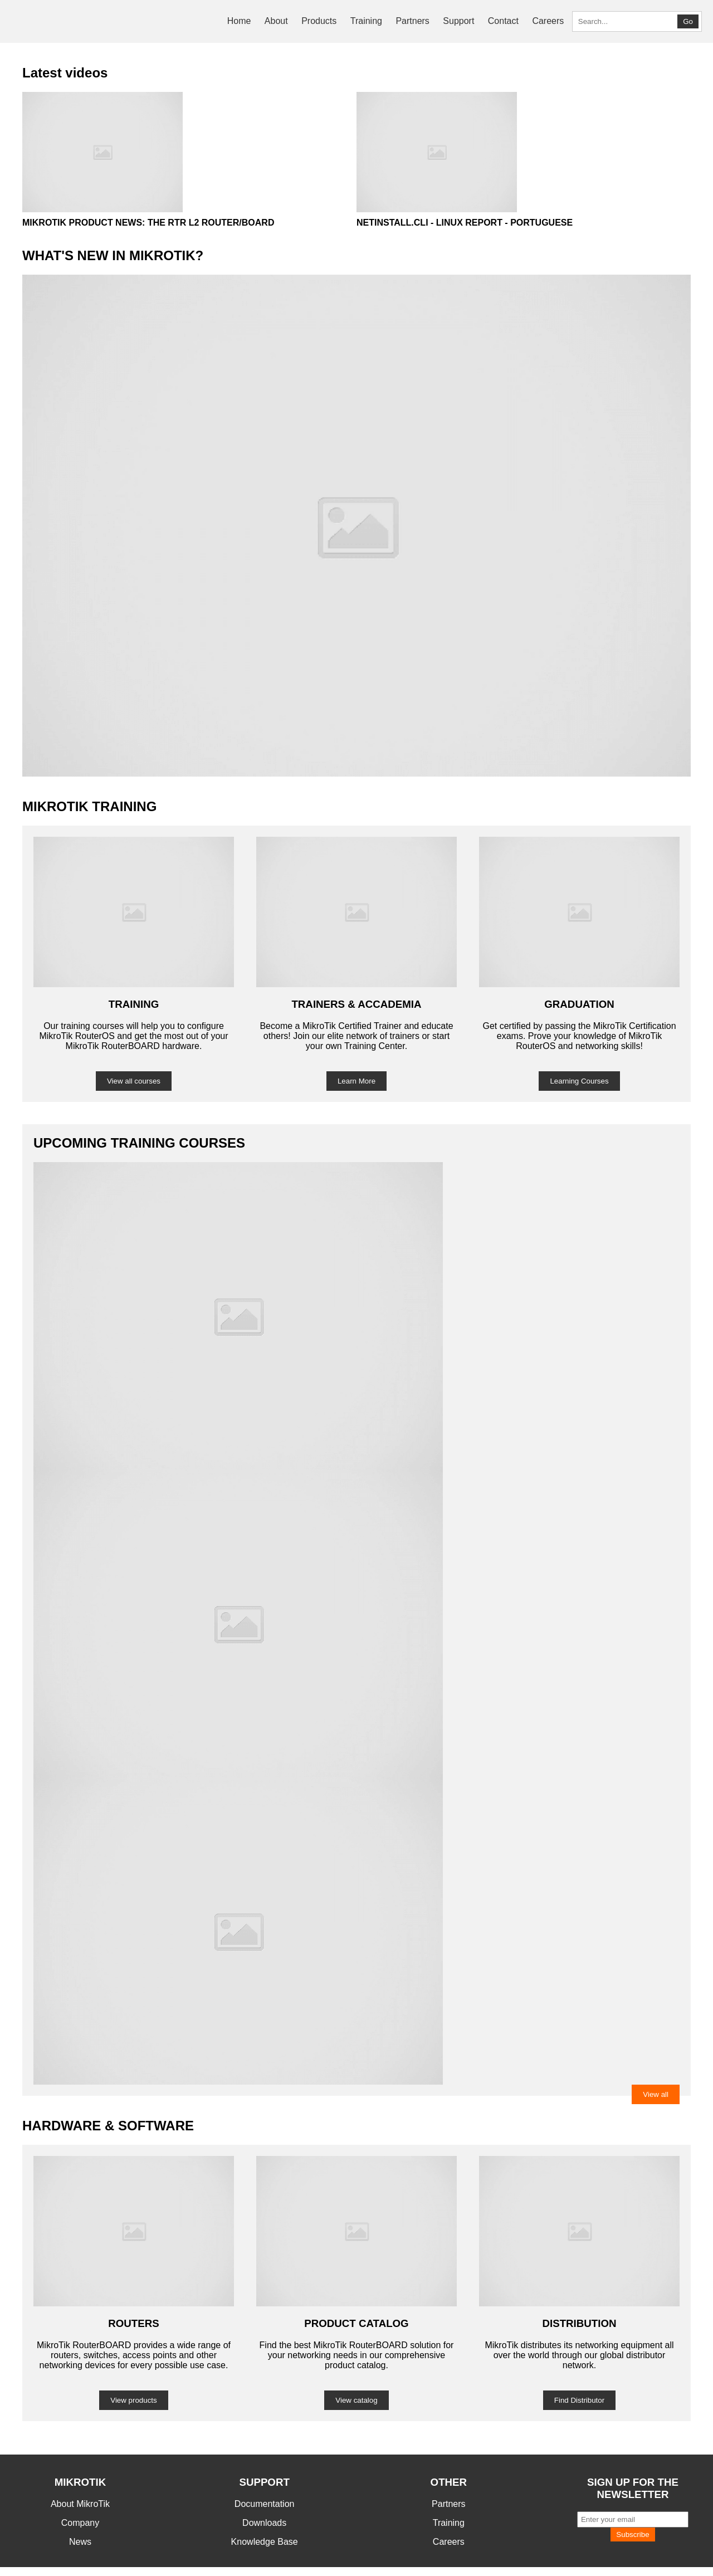 Home About Products Training Partners Support Contact Careers Search... Go
Latest videos
MIKROTIK PRODUCT NEWS: THE RTR L2 ROUTER/BOARD
NETINSTALL.CLI - LINUX REPORT - PORTUGUESE
WHAT'S NEW IN MIKROTIK?
MIKROTIK TRAINING
TRAINING
Our training courses will help you to configure
MikroTik RouterOS and get the most out of your
MikroTik RouterBOARD hardware.
View all courses
TRAINERS & ACCADEMIA
Become a MikroTik Certified Trainer and educate
others! Join our elite network of trainers or start
your own Training Center.
Learn More
GRADUATION
Get certified by passing the MikroTik Certification
exams. Prove your knowledge of MikroTik
RouterOS and networking skills!
Learning Courses
UPCOMING TRAINING COURSES
View all
HARDWARE & SOFTWARE
ROUTERS
MikroTik RouterBOARD provides a wide range of
routers, switches, access points and other
networking devices for every possible use case.
View products
PRODUCT CATALOG
Find the best MikroTik RouterBOARD solution for
your networking needs in our comprehensive
product catalog.
View catalog
DISTRIBUTION
MikroTik distributes its networking equipment all
over the world through our global distributor
network.
Find Distributor
MIKROTIK
About MikroTik
Company
News
SUPPORT
Documentation
Downloads
Knowledge Base
OTHER
Partners
Training
Careers
SIGN UP FOR THE
NEWSLETTER
Enter your email
Subscribe